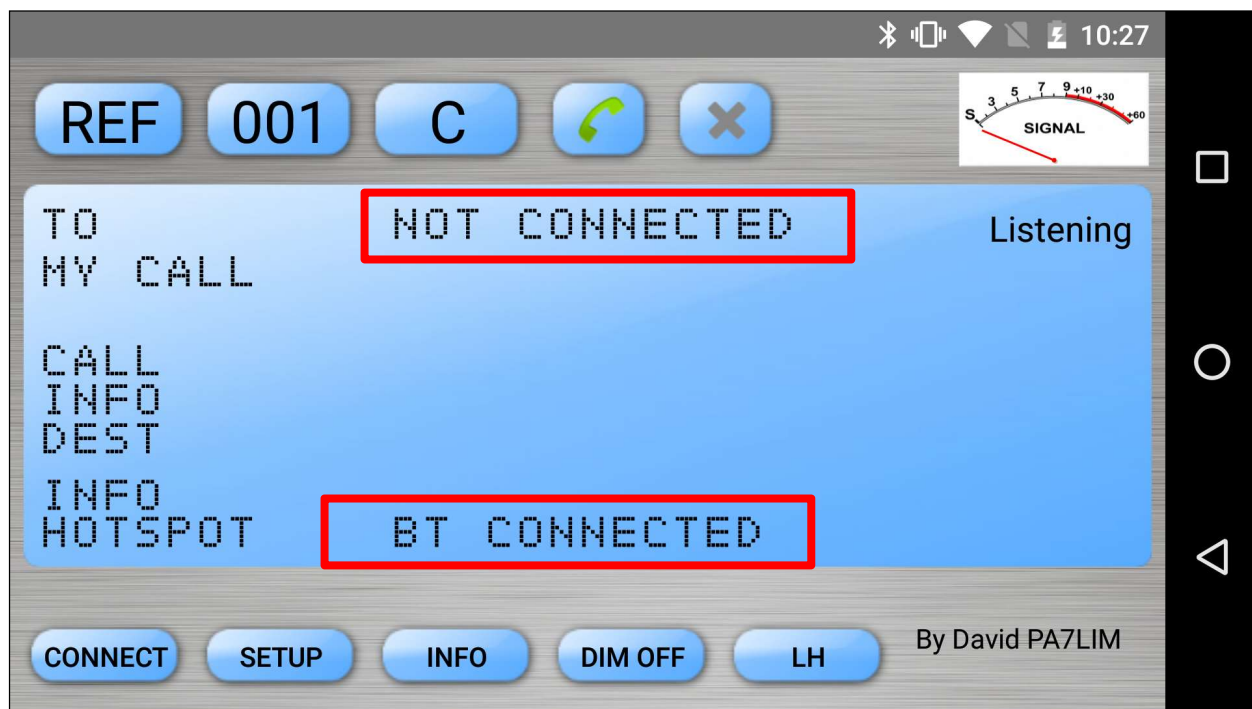 10:27
REF 001 C
S 3 5 7 9 +10 +30 +60
SIGNAL
TO NOT CONNECTED Listening
MY CALL
CALL
INFO
DEST
INFO
HOTSPOT BT CONNECTED
CONNECT SETUP INFO DIM OFF LH By David PA7LIM